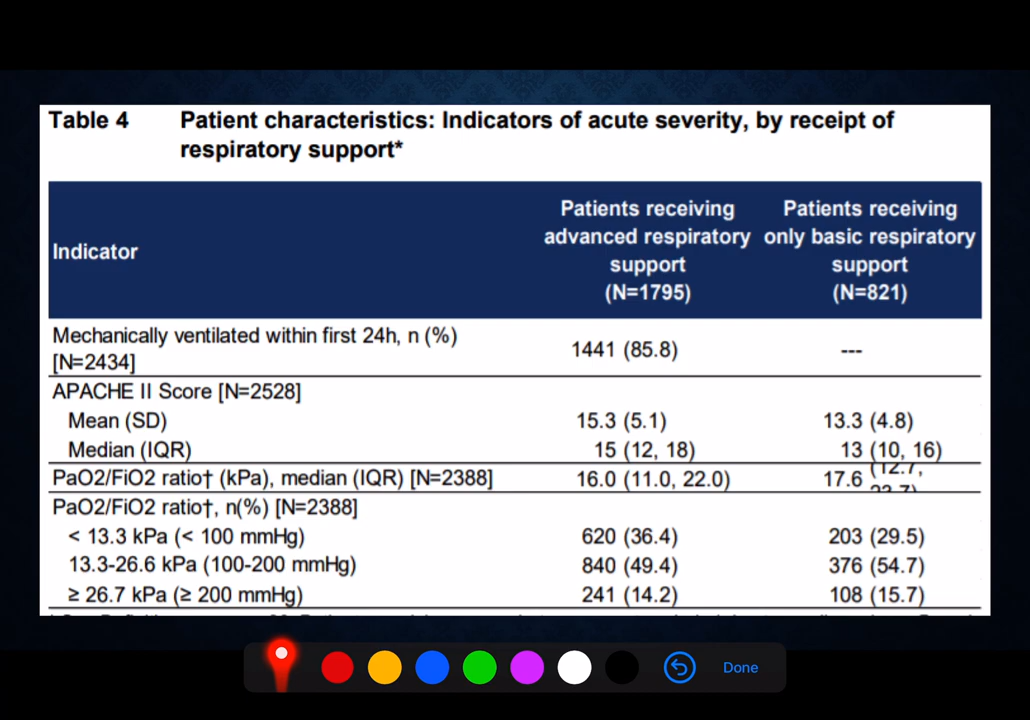 Table 4 Patient characteristics: Indicators of acute severity, by receipt of
respiratory support*
Indicator
Patients receiving advanced respiratory support (N=1795)
Patients receiving only basic respiratory support (N=821)
Mechanically ventilated within first 24h, n (%)
[N=2434] 1441 (85.8) ---
APACHE II Score [N=2528]
Mean (SD) 15.3 (5.1) 13.3 (4.8)
Median (IQR) 15 (12, 18) 13 (10, 16)
PaO2/FiO2 ratio† (kPa), median (IQR) [N=2388] 16.0 (11.0, 22.0) 17.6 (12.7,
PaO2/FiO2 ratio†, n(%) [N=2388]
< 13.3 kPa (< 100 mmHg) 620 (36.4) 203 (29.5)
13.3-26.6 kPa (100-200 mmHg) 840 (49.4) 376 (54.7)
≥ 26.7 kPa (≥ 200 mmHg) 241 (14.2) 108 (15.7)
Done